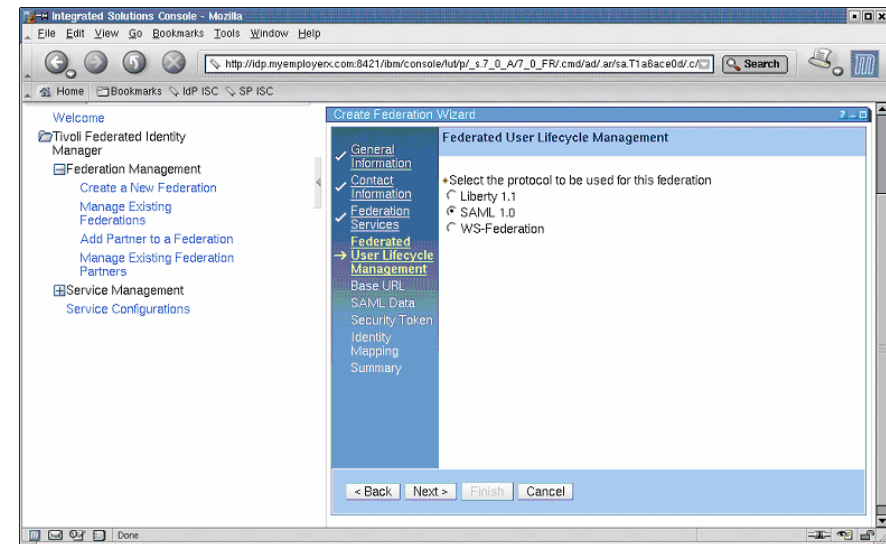 Integrated Solutions Console - Mozilla
File Edit View Go Bookmarks Tools Window Help
http://idp.myemployerx.com:8421/ibm/console/lut/p/_s.7_0_A/7_0_FR/.cmd/ad/.ar/sa.T1a6ace0d/.c/
Search
Home Bookmarks IdP ISC SP ISC
Welcome
Tivoli Federated Identity
Manager
Federation Management
Create a New Federation
Manage Existing
Federations
Add Partner to a Federation
Manage Existing Federation
Partners
Service Management
Service Configurations
Create Federation Wizard
General
Information
Contact
Information
Federation
Services
Federated
User Lifecycle
Management
Base URL
SAML Data
Security Token
Identity
Mapping
Summary
Federated User Lifecycle Management
Select the protocol to be used for this federation
Liberty 1.1
SAML 1.0
WS-Federation
< Back Next > Finish Cancel
Done